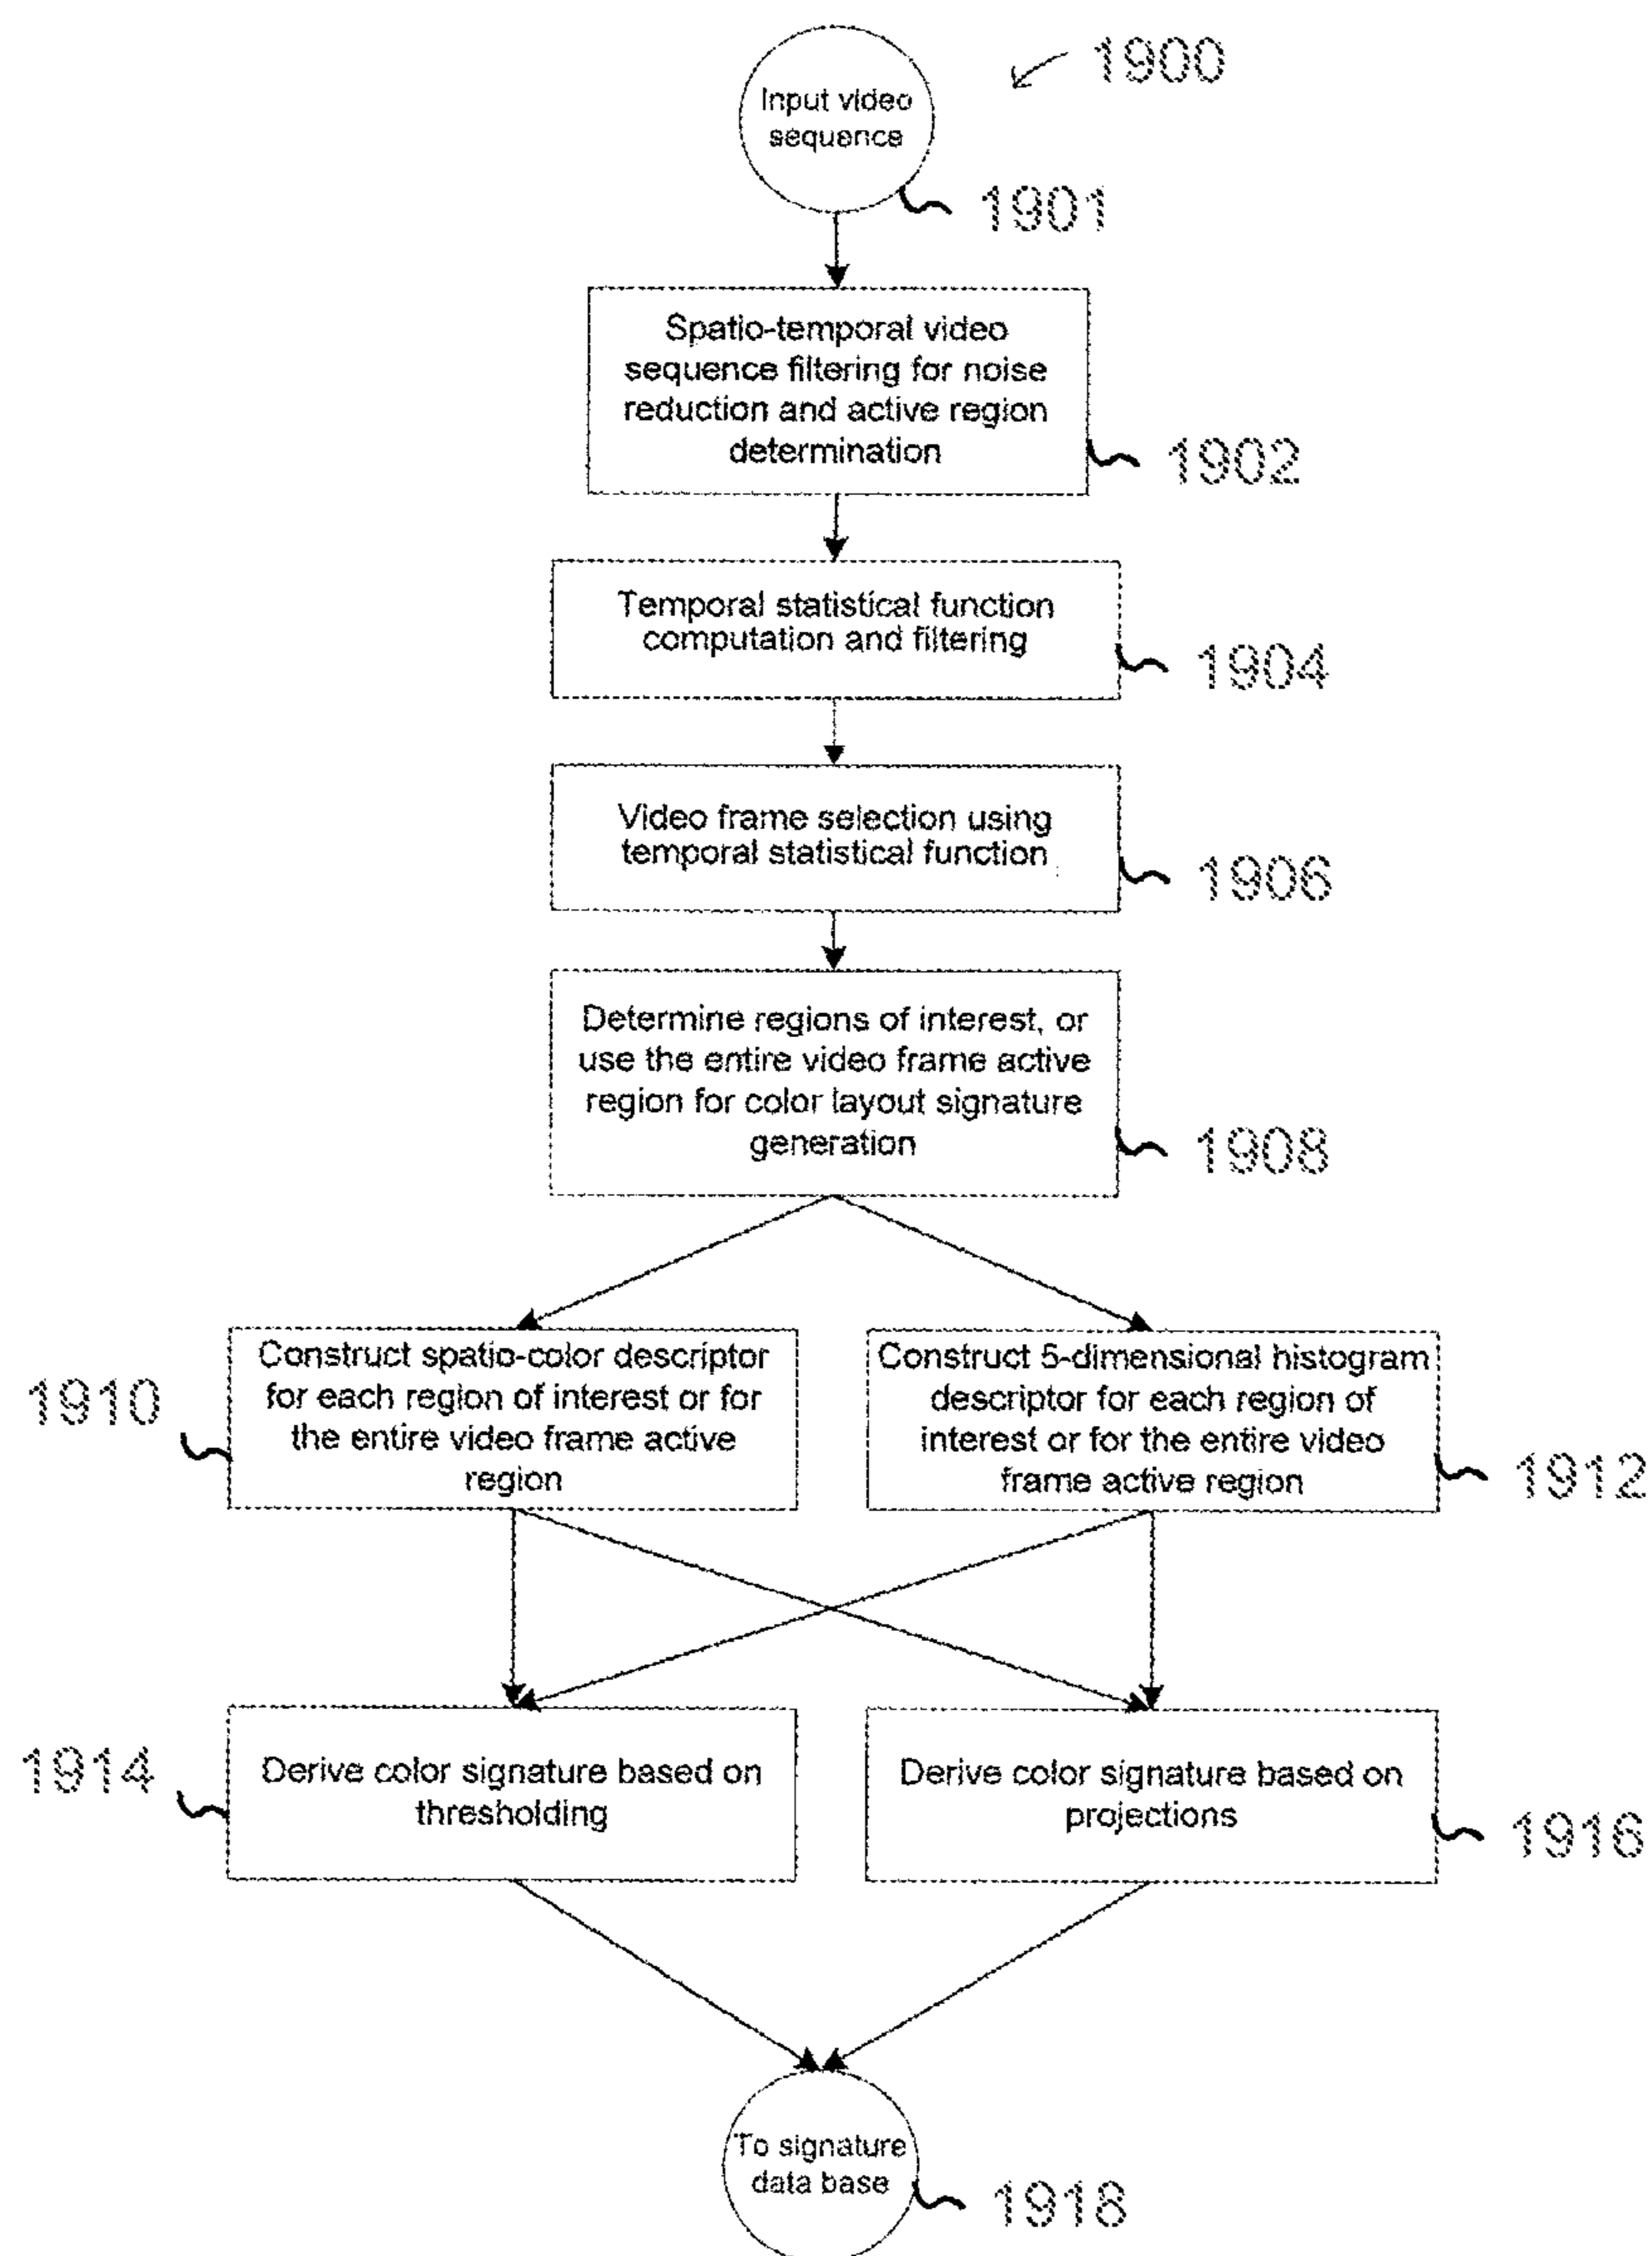 1900
Input video
sequence
1901
Spatio-temporal video
sequence filtering for noise
reduction and active region
determination
1902
Temporal statistical function
computation and filtering
1904
Video frame selection using
temporal statistical function
1906
Determine regions of interest, or
use the entire video frame active
region for color layout signature
generation
1908
1910
Construct spatio-color descriptor
for each region of interest or for
the entire video frame active
region
Construct 5-dimensional histogram
descriptor for each region of
interest or for the entire video
frame active region
1912
1914
Derive color signature based on
thresholding
Derive color signature based on
projections
1916
To signature
data base
1918